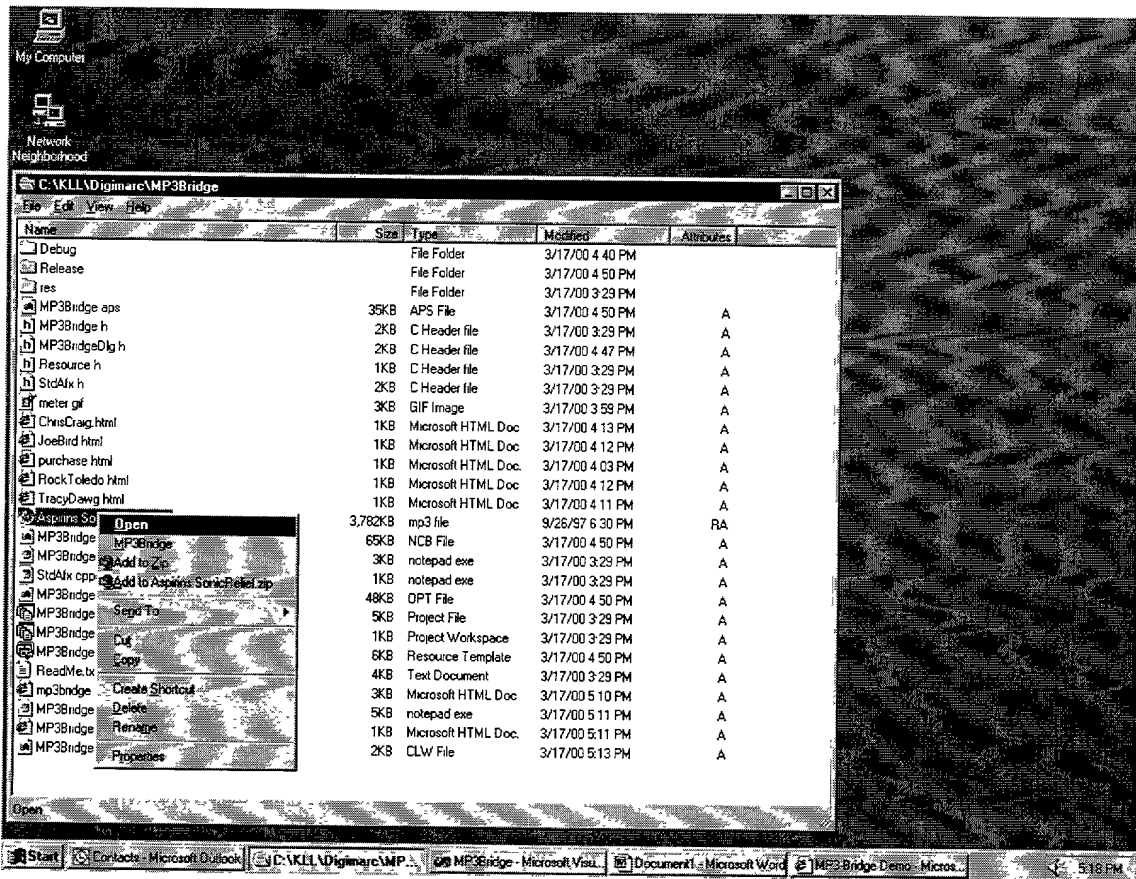 My Computer
Network
Neighborhood
C:\KLL\Digimarc\MP3Bridge
File Edit View Help
Name Size Type Modified Attributes
Debug File Folder 3/17/00 4 40 PM
Release File Folder 3/17/00 4 50 PM
res File Folder 3/17/00 3:29 PM
MP3Bridge aps 35KB APS File 3/17/00 4 50 PM A
MP3Bridge h 2KB C Header file 3/17/00 3:29 PM A
MP3BridgeDlg h 2KB C Header file 3/17/00 4 47 PM A
Resource h 1KB C Header file 3/17/00 3:29 PM A
StdAfx h 2KB C Header file 3/17/00 3:29 PM A
meter gif 3KB GIF Image 3/17/00 3 59 PM A
ChrisCraig.html 1KB Microsoft HTML Doc 3/17/00 4 13 PM A
JoeBird html 1KB Microsoft HTML Doc 3/17/00 4 12 PM A
purchase html 1KB Microsoft HTML Doc. 3/17/00 4 03 PM A
RockToledo html 1KB Microsoft HTML Doc 3/17/00 4 12 PM A
TracyDawg html 1KB Microsoft HTML Doc 3/17/00 4 11 PM A
Aspirins So 3,782KB mp3 file 9/26/97 6 30 PM RA
MP3Bridge 65KB NCB File 3/17/00 4 50 PM A
MP3Bridge 3KB notepad exe 3/17/00 3:29 PM A
StdAfx cpp 1KB notepad exe 3/17/00 3:29 PM A
MP3Bridge 48KB OPT File 3/17/00 4 50 PM A
MP3Bridge 5KB Project File 3/17/00 3:29 PM A
MP3Bridge 1KB Project Workspace 3/17/00 3:29 PM A
MP3Bridge 6KB Resource Template 3/17/00 4 50 PM A
ReadMe.tx 4KB Text Document 3/17/00 3:29 PM A
mp3bridge 3KB Microsoft HTML Doc 3/17/00 5 10 PM A
MP3Bridge 5KB notepad exe 3/17/00 5 11 PM A
MP3Bridge 1KB Microsoft HTML Doc. 3/17/00 5:11 PM A
MP3Bridge 2KB CLW File 3/17/00 5:13 PM A
Open
MP3Bridge
Add to Zip
Add to Aspirins SonicRelief.zip
Send To
Cut
Copy
Create Shortcut
Delete
Rename
Properties
Open
Start Contacts - Microsoft Outlook C:\KLL\Digimarc\MP... MP3Bridge - Microsoft Visu... Document1 - Microsoft Word MP3 Bridge Demo - Micros... 5:18 PM